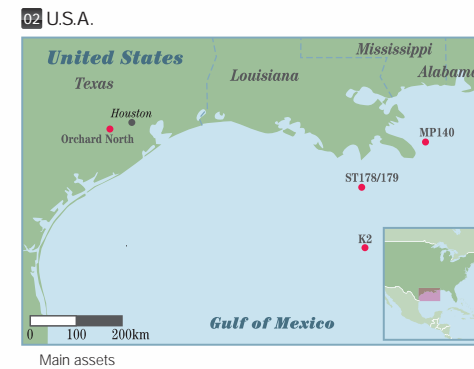 02 U.S.A.
United States
Mississippi
Texas
Louisiana
Alabama
Houston
Orchard North
MP140
ST178/179
K2
Gulf of Mexico
0 100 200km
Main assets